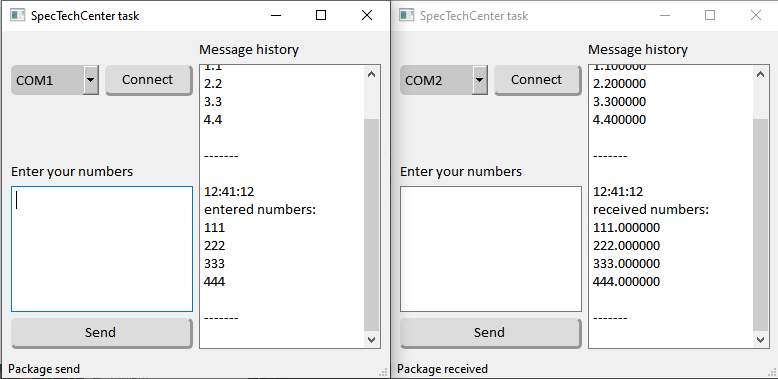 SpecTechCenter task
Message history
COM1
Connect
1.1
2.2
3.3
4.4
-------
Enter your numbers
12:41:12
entered numbers:
111
222
333
444
-------
Send
Package send
SpecTechCenter task
Message history
COM2
Connect
1.100000
2.200000
3.300000
4.400000
-------
Enter your numbers
12:41:12
received numbers:
111.000000
222.000000
333.000000
444.000000
-------
Send
Package received